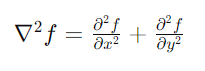 ∇²f = ∂²f/∂x² + ∂²f/∂y²